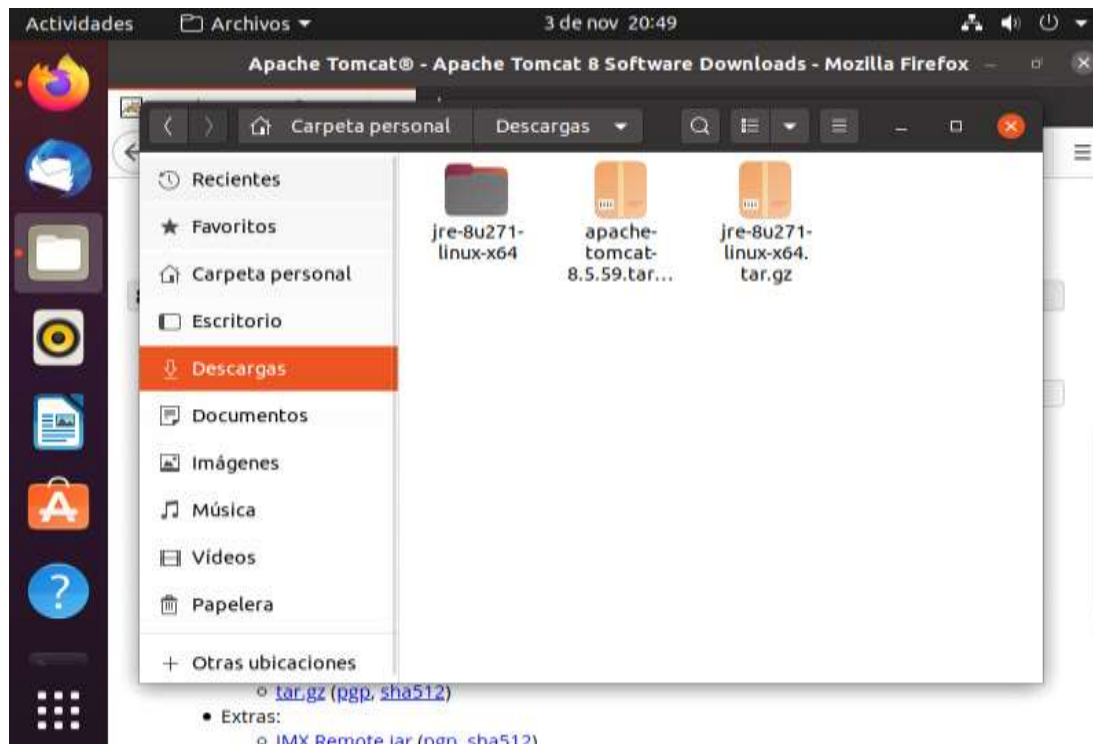 Actividades Archivos 3 de nov 20:49
Apache Tomcat® - Apache Tomcat 8 Software Downloads - Mozilla Firefox
Carpeta personal Descargas
Recientes
Favoritos
Carpeta personal
Escritorio
Descargas
Documentos
Imágenes
Música
Vídeos
Papelera
+ Otras ubicaciones
jre-8u271-
linux-x64
apache-
tomcat-
8.5.59.tar...
jre-8u271-
linux-x64.
tar.gz
tar.gz (pgp, sha512)
Extras:
JMX Remote jar (pgp, sha512)